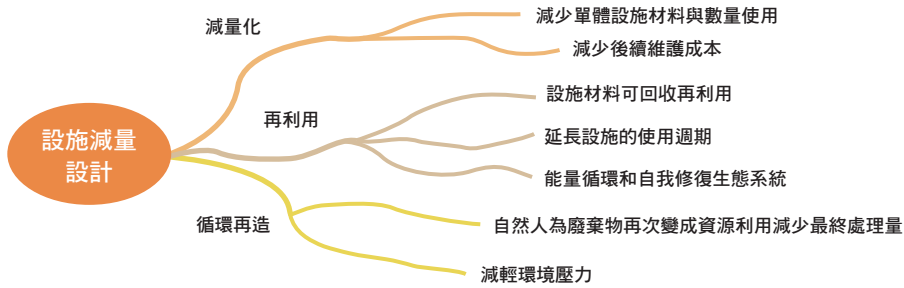 減量化
減少單體設施材料與數量使用
減少後續維護成本
設施減量
設計
再利用
設施材料可回收再利用
延長設施的使用週期
能量循環和自我修復生態系統
循環再造
自然人為廢棄物再次變成資源利用減少最終處理量
減輕環境壓力